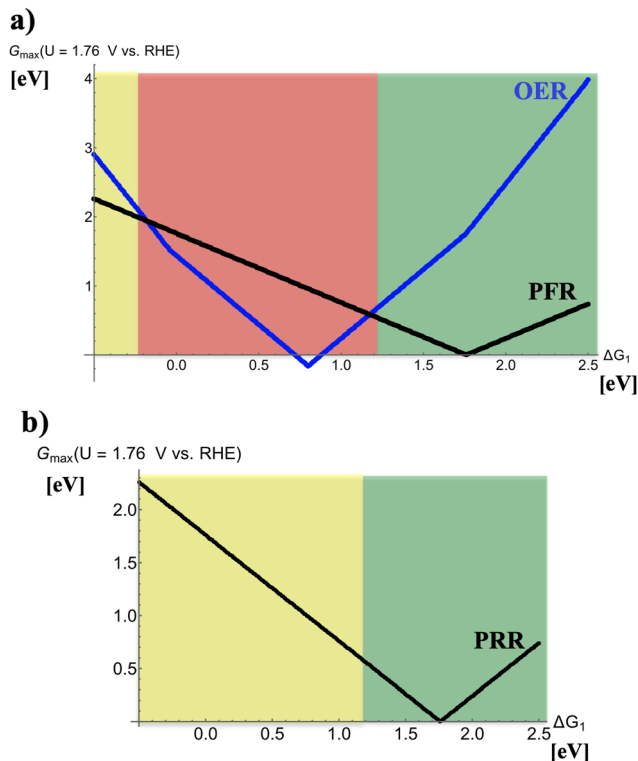 a)
Gmax(U = 1.76 V vs. RHE)
[eV]
4
OER
3
2
PFR
1
ΔG1
0.0 0.5 1.0 1.5 2.0 2.5
[eV]
b)
Gmax(U = 1.76 V vs. RHE)
[eV]
2.0
1.5
1.0
PRR
0.5
ΔG1
0.0 0.5 1.0 1.5 2.0 2.5
[eV]